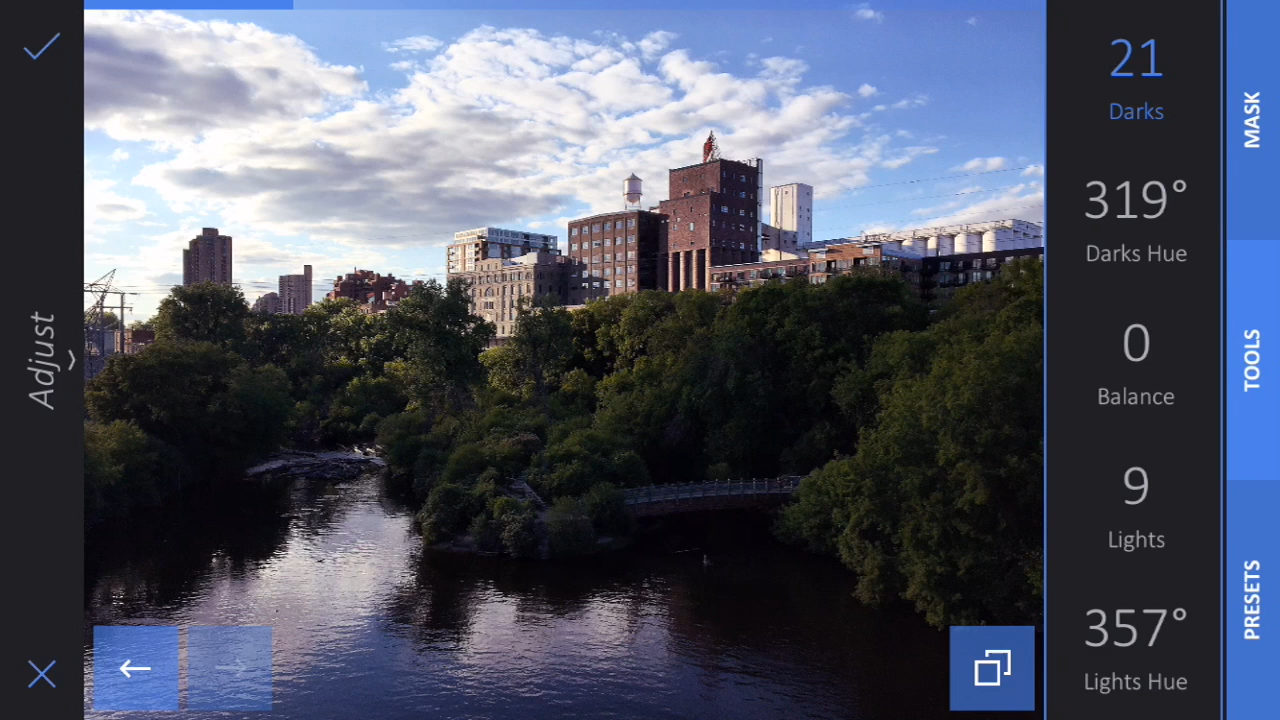 Adjust
21
Darks
319°
Darks Hue
0
Balance
9
Lights
357°
Lights Hue
MASK
TOOLS
PRESETS